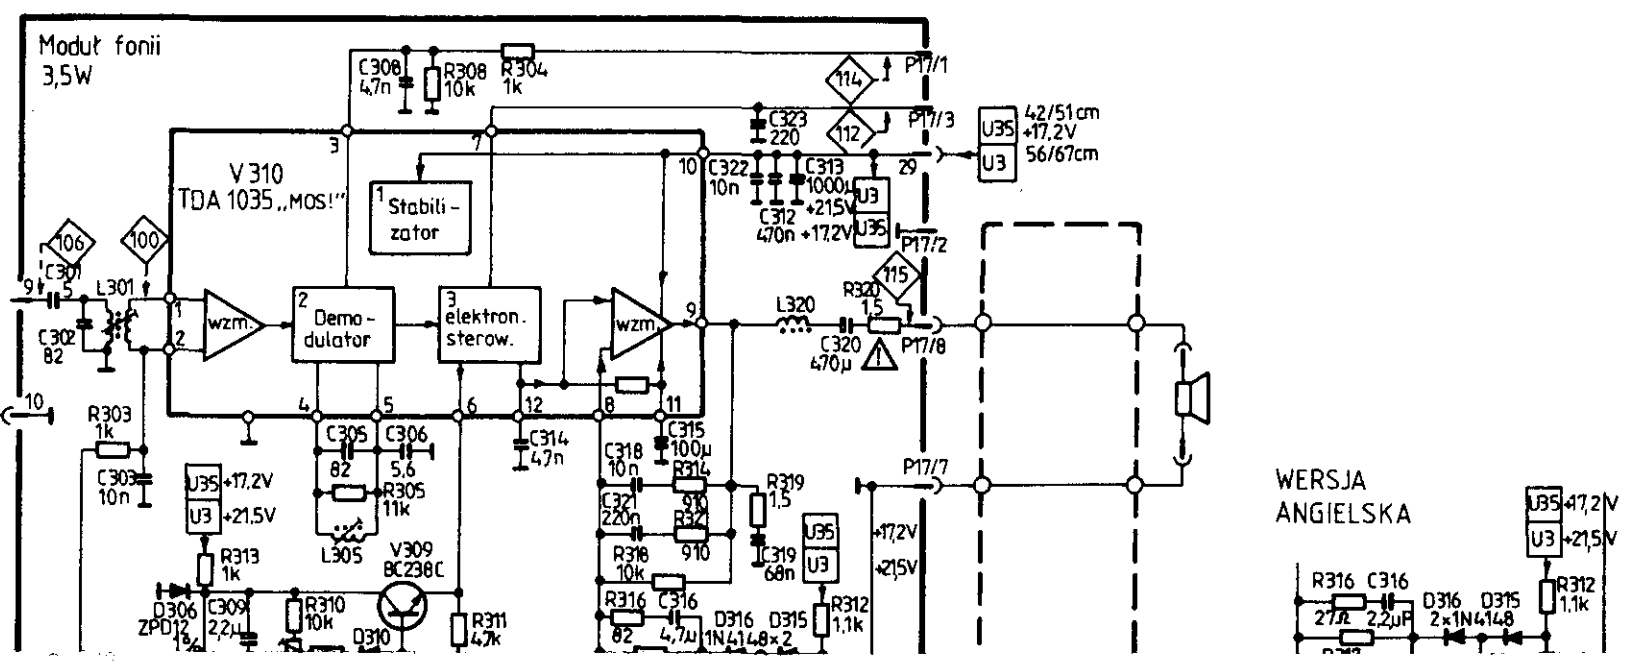 Moduł fonii
3,5W
C308
4,7n
R308
10k
R304
1k
114
P17/1
3
7
C323
220
112
P17/3
U35
U3
42/51cm
+17,2V
56/67cm
V310
TDA 1035 „MOS!"
1
Stabili-
zator
10
C322
10n
C313
1000µ
C312
470n
+21,5V
+17,2V
U3
U35
29
P17/2
106
100
9
C301
5
L301
C302
82
1
2
wzm.
2
Demo-
dulator
3
elektron.
sterow.
wzm.
9
L320
115
R320
1,5
C320
470µ
P17/8
10
R303
1k
C303
10n
4
5
6
12
8
11
C305
82
C306
5,6
R305
11k
L305
C314
4,7n
C315
100µ
C318
10n
R314
910
C321
220n
R321
910
R319
1,5
C319
68n
P17/7
U35
U3
+17,2V
+21,5V
R313
1k
V309
BC238C
R318
10k
U35
U3
+17,2V
+21,5V
D306
ZPD12
C309
2,2µ
R310
10k
D310
R311
4,7k
R316
82
C316
4,7µ
D316
D315
1N4148×2
R312
1,1k
WERSJA
ANGIELSKA
U35
U3
+17,2V
+21,5V
R316
27Ω
C316
2,2µF
D316
D315
2×1N4148
R312
1,1k